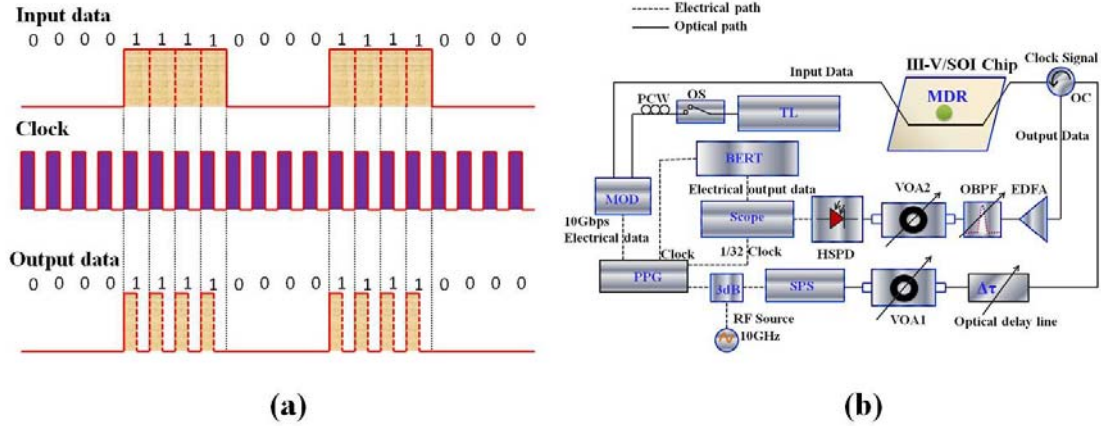 Input data
0 0 0 0 1 1 1 1 0 0 0 0 1 1 1 1 0 0 0 0
Clock
Output data
0 0 0 0 1 1 1 1 0 0 0 0 1 1 1 1 0 0 0 0
(a)
Electrical path
Optical path
III-V/SOI Chip
Clock Signal
Input Data
MDR
OC
PCW
OS
TL
Output Data
BERT
Electrical output data
VOA2
OBPF
EDFA
MOD
Scope
10Gbps
Electrical data
1/32 Clock
HSPD
Clock
PPG
3dB
SPS
Δτ
RF Source
10GHz
VOA1
Optical delay line
(b)